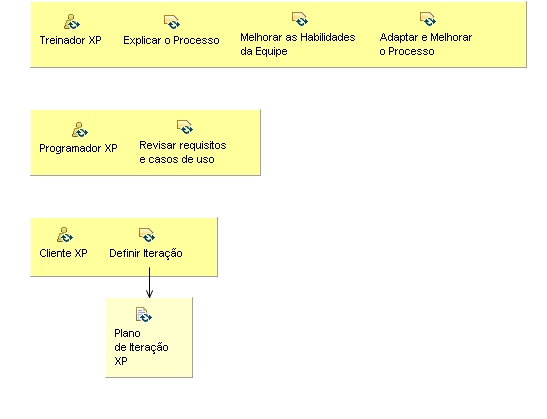 Treinador XP
Explicar o Processo
Melhorar as Habilidades
da Equipe
Adaptar e Melhorar
o Processo
Programador XP
Revisar requisitos
e casos de uso
Cliente XP
Definir Iteração
Plano
de Iteração
XP